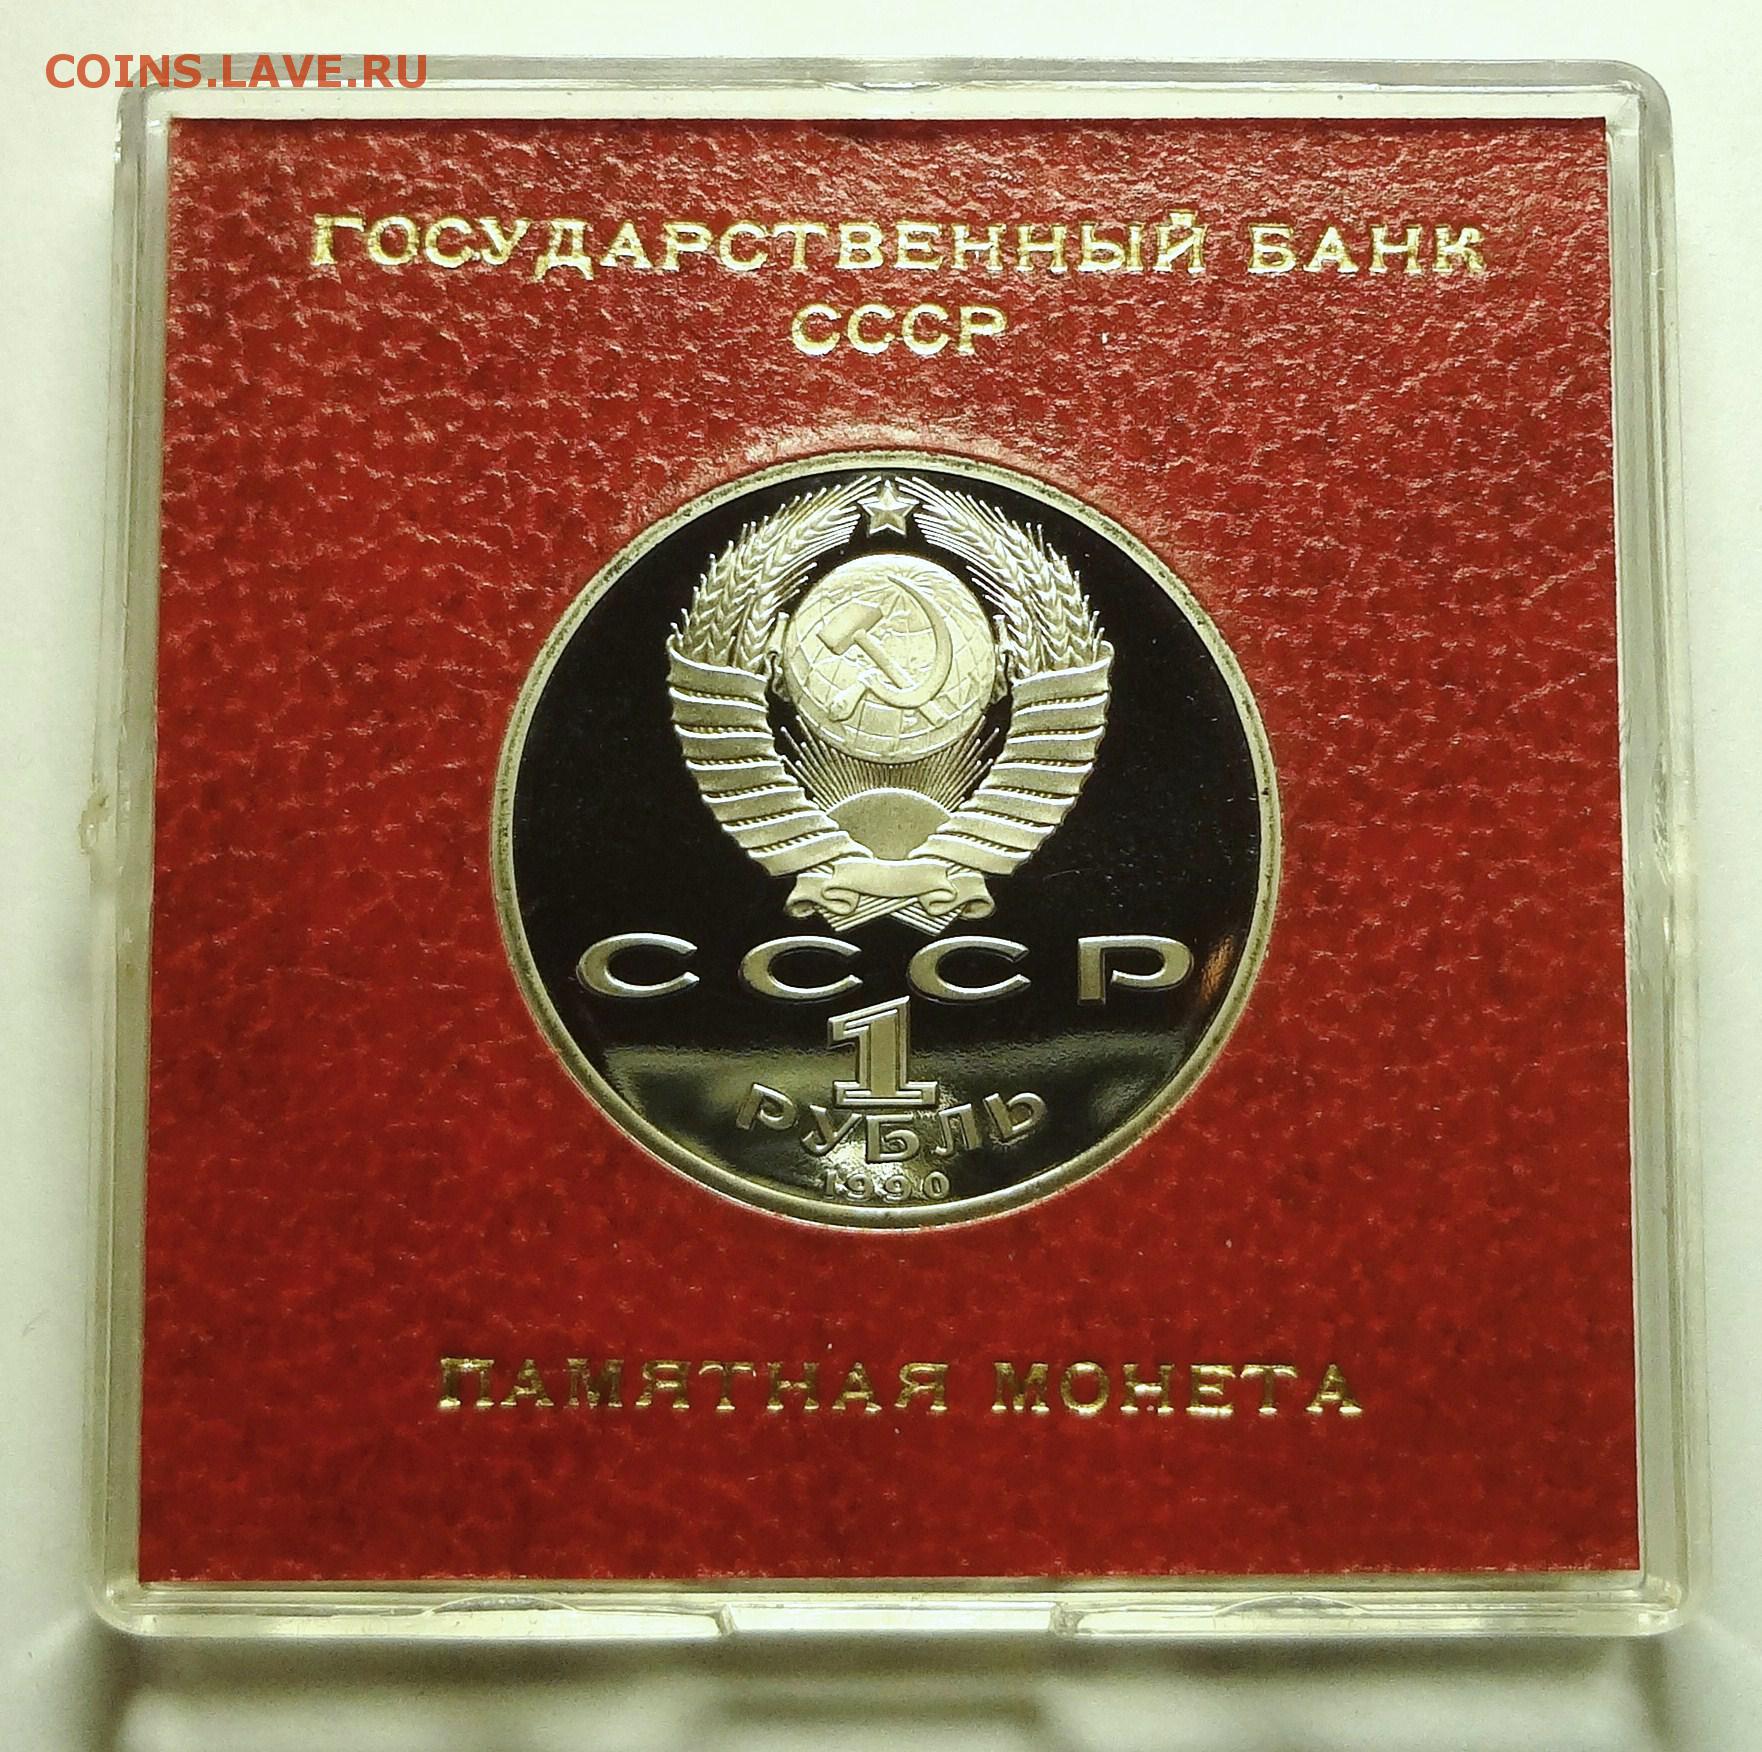 COINS.LAVE.RU
ГОСУДАРСТВЕННЫЙ БАНК
СССР
СССР
1
РУБЛЬ
1990
ПАМЯТНАЯ МОНЕТА